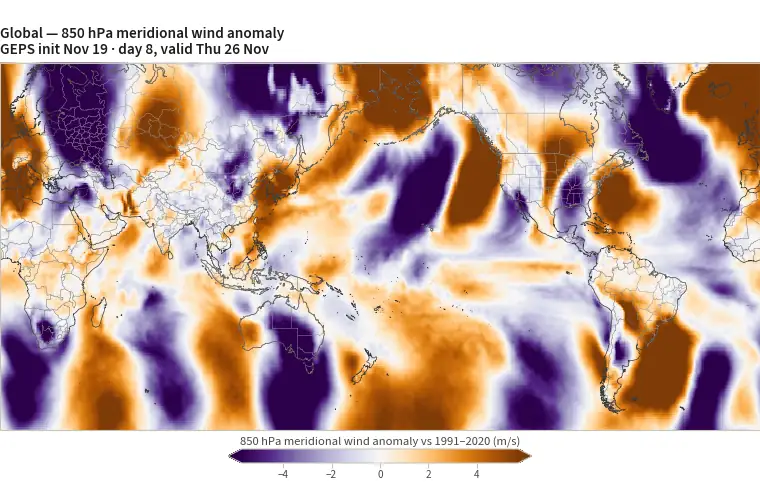 Global — 850 hPa meridional wind anomaly
GEPS init Nov 19 · day 8, valid Thu 26 Nov
850 hPa meridional wind anomaly vs 1991–2020 (m/s)
−4 −2 0 2 4